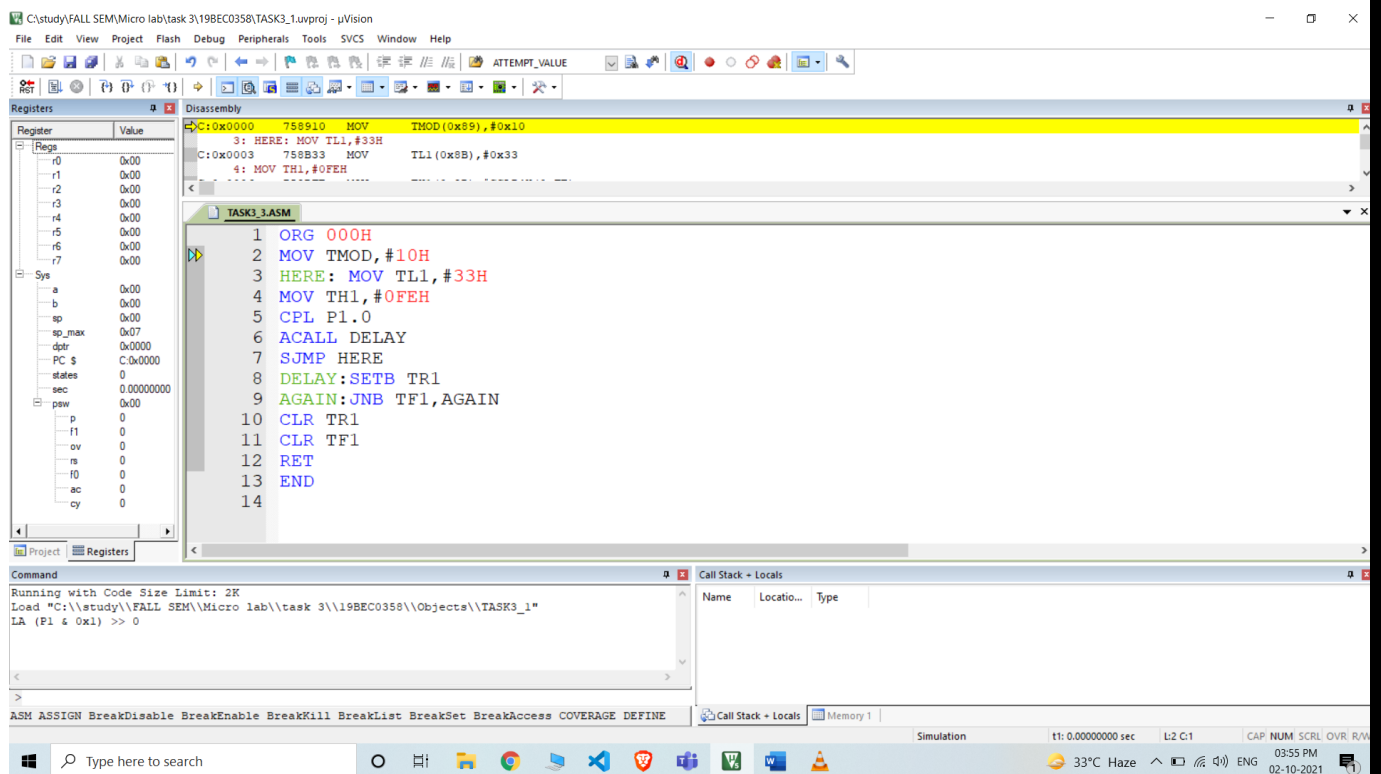 C:\study\FALL SEM\Micro lab\task 3\19BEC0358\TASK3_1.uvproj - µVision
File Edit View Project Flash Debug Peripherals Tools SVCS Window Help
ATTEMPT_VALUE
RST
Registers
Register Value
Regs
r0 0x00
r1 0x00
r2 0x00
r3 0x00
r4 0x00
r5 0x00
r6 0x00
r7 0x00
Sys
a 0x00
b 0x00
sp 0x00
sp_max 0x07
dptr 0x0000
PC $ C:0x0000
states 0
sec 0.00000000
psw 0x00
p 0
f1 0
ov 0
rs 0
f0 0
ac 0
cy 0
Project Registers
Disassembly
C:0x0000 758910 MOV TMOD(0x89),#0x10
3: HERE: MOV TL1,#33H
C:0x0003 758B33 MOV TL1(0x8B),#0x33
4: MOV TH1,#0FEH
TASK3_3.ASM
1 ORG 000H
2 MOV TMOD,#10H
3 HERE: MOV TL1,#33H
4 MOV TH1,#0FEH
5 CPL P1.0
6 ACALL DELAY
7 SJMP HERE
8 DELAY:SETB TR1
9 AGAIN:JNB TF1,AGAIN
10 CLR TR1
11 CLR TF1
12 RET
13 END
14
Command
Running with Code Size Limit: 2K
Load "C:\\study\\FALL SEM\\Micro lab\\task 3\\19BEC0358\\Objects\\TASK3_1"
LA (P1 & 0x1) >> 0
>
ASM ASSIGN BreakDisable BreakEnable BreakKill BreakList BreakSet BreakAccess COVERAGE DEFINE
Call Stack + Locals
Name Locatio... Type
Call Stack + Locals Memory 1
Simulation t1: 0.00000000 sec L:2 C:1 CAP NUM SCRL OVR R/W
Type here to search
33°C Haze ENG
03:55 PM
02-10-2021
1